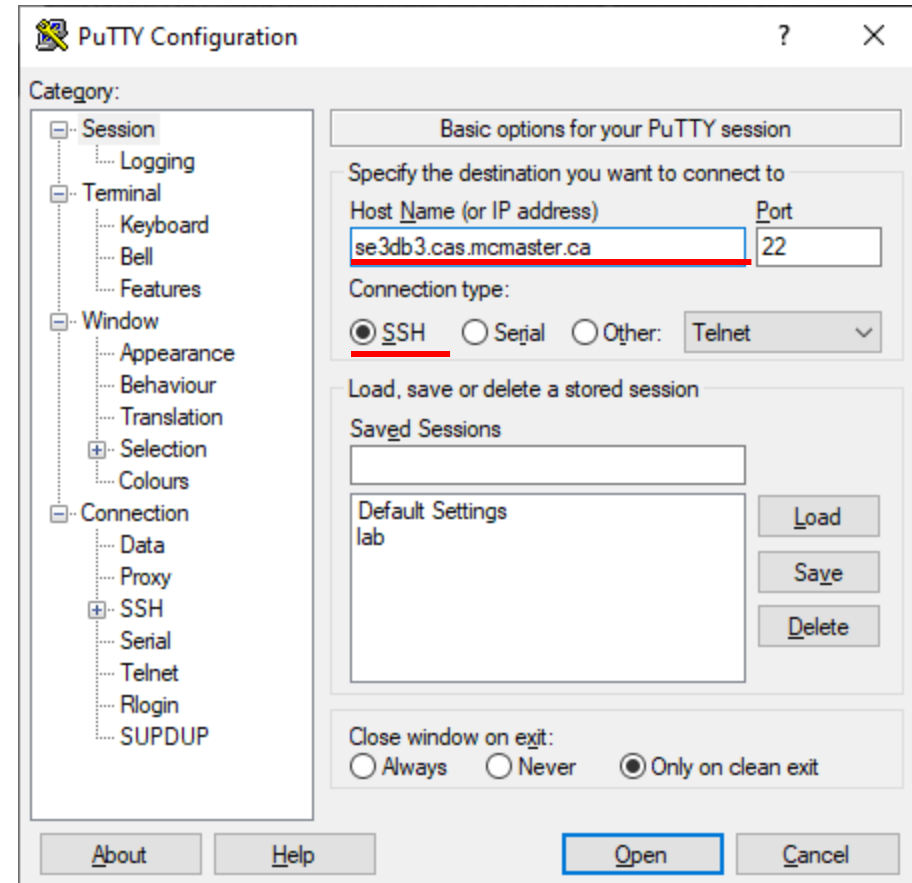 PuTTY Configuration
?
Category:
Session
Logging
Terminal
Keyboard
Bell
Features
Window
Appearance
Behaviour
Translation
Selection
Colours
Connection
Data
Proxy
SSH
Serial
Telnet
Rlogin
SUPDUP
Basic options for your PuTTY session
Specify the destination you want to connect to
Host Name (or IP address) Port
se3db3.cas.mcmaster.ca 22
Connection type:
SSH Serial Other: Telnet
Load, save or delete a stored session
Saved Sessions
Default Settings
lab
Load
Save
Delete
Close window on exit:
Always Never Only on clean exit
About Help Open Cancel